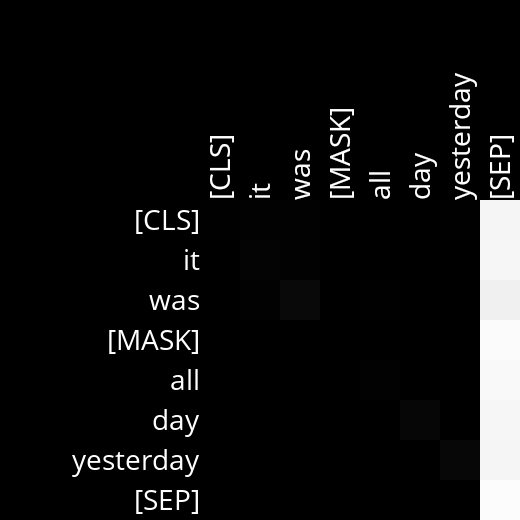 [CLS]
it
was
[MASK]
all
day
yesterday
[SEP]
[CLS]
it
was
[MASK]
all
day
yesterday
[SEP]